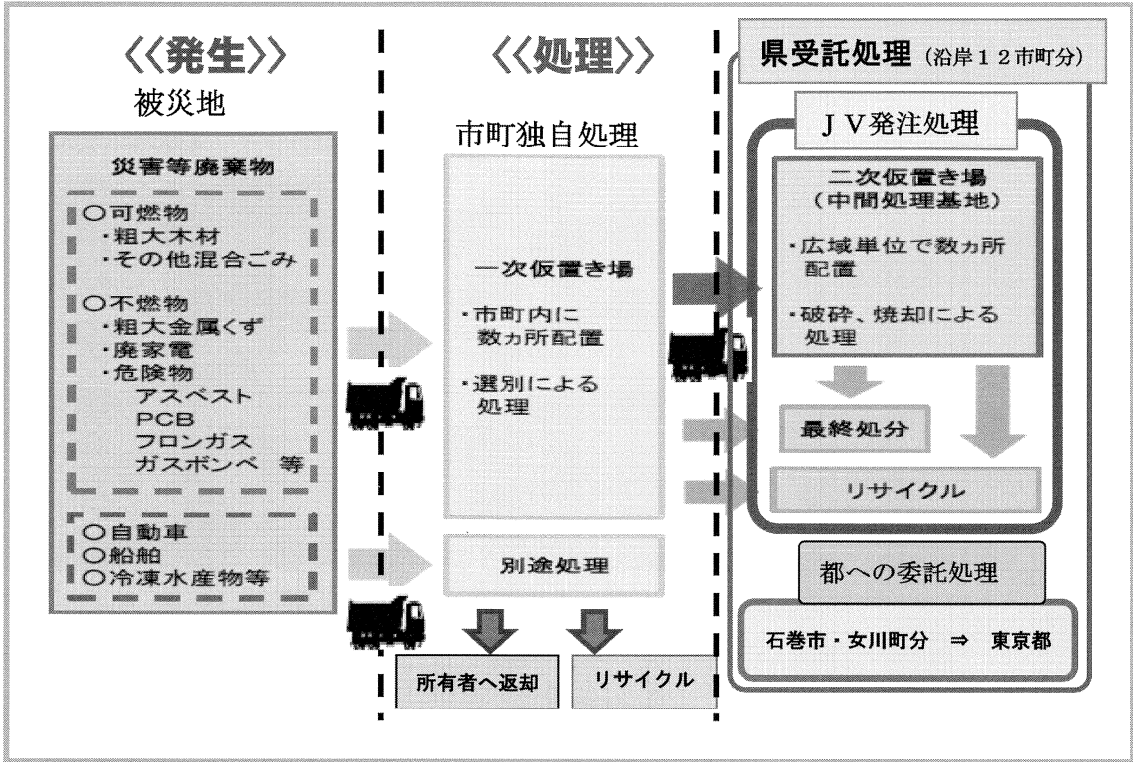 《発生》
被災地
災害等廃棄物
○可燃物
・粗大木材
・その他混合ごみ
○不燃物
・粗大金属くず
・廃家電
・危険物
アスベスト
PCB
フロンガス
ガスボンベ 等
○自動車
○船舶
○冷凍水産物等
《処理》
市町独自処理
一次仮置き場
・市町内に
数ヵ所配置
・選別による
処理
別途処理
所有者へ返却
リサイクル
県受託処理（沿岸１２市町分）
ＪＶ発注処理
二次仮置き場
（中間処理基地）
・広域単位で数ヵ所
配置
・破砕、焼却による
処理
最終処分
リサイクル
都への委託処理
石巻市・女川町分 ⇒ 東京都